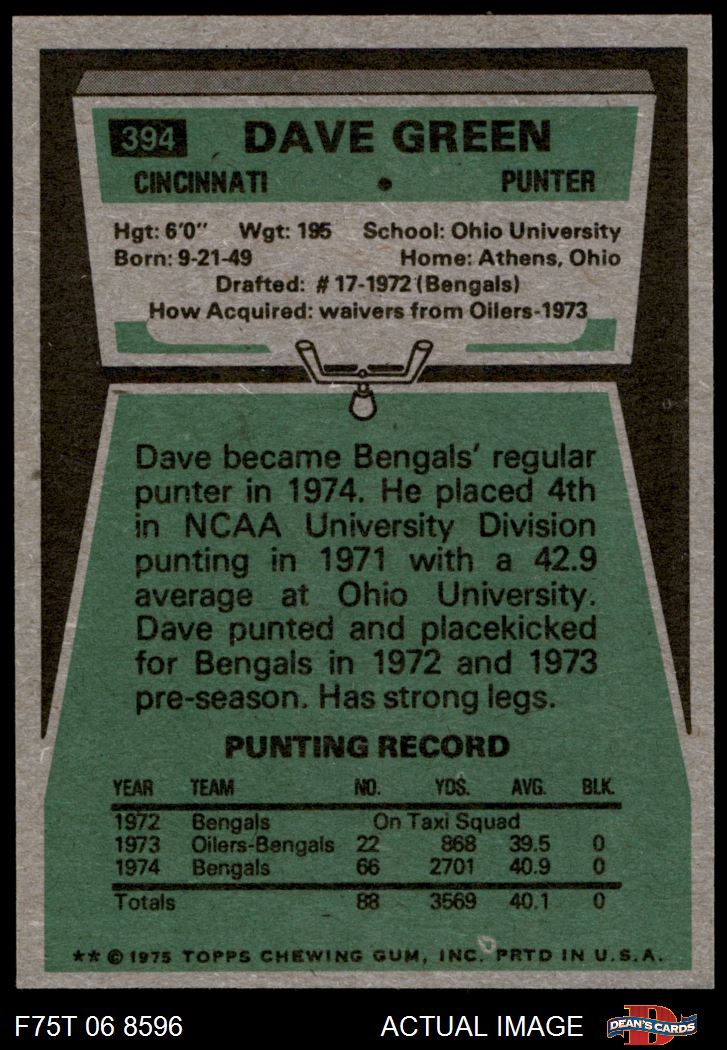 394 DAVE GREEN
CINCINNATI • PUNTER
Hgt: 6'0" Wgt: 195 School: Ohio University
Born: 9-21-49 Home: Athens, Ohio
Drafted: #17-1972 (Bengals)
How Acquired: waivers from Oilers-1973
Dave became Bengals' regular
punter in 1974. He placed 4th
in NCAA University Division
punting in 1971 with a 42.9
average at Ohio University.
Dave punted and placekicked
for Bengals in 1972 and 1973
pre-season. Has strong legs.
PUNTING RECORD
YEAR TEAM NO. YDS. AVG. BLK.
1972 Bengals On Taxi Squad
1973 Oilers-Bengals 22 868 39.5 0
1974 Bengals 66 2701 40.9 0
Totals 88 3569 40.1 0
** © 1975 TOPPS CHEWING GUM, INC. PRTD IN U.S.A.
F75T 06 8596 ACTUAL IMAGE DEAN'S CARDS